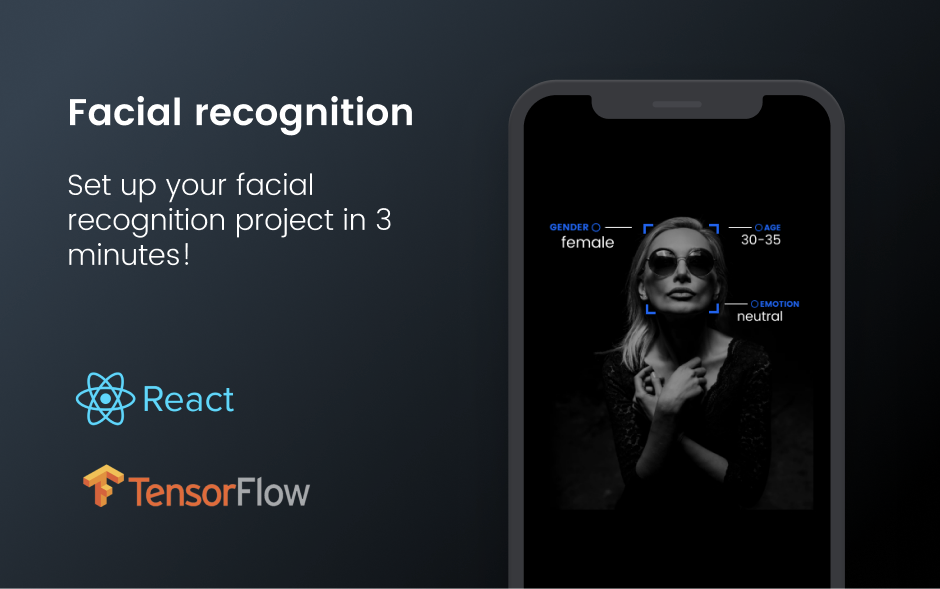 Facial recognition
Set up your facial
recognition project in 3
minutes!
React
TensorFlow
GENDER
female
AGE
30-35
EMOTION
neutral